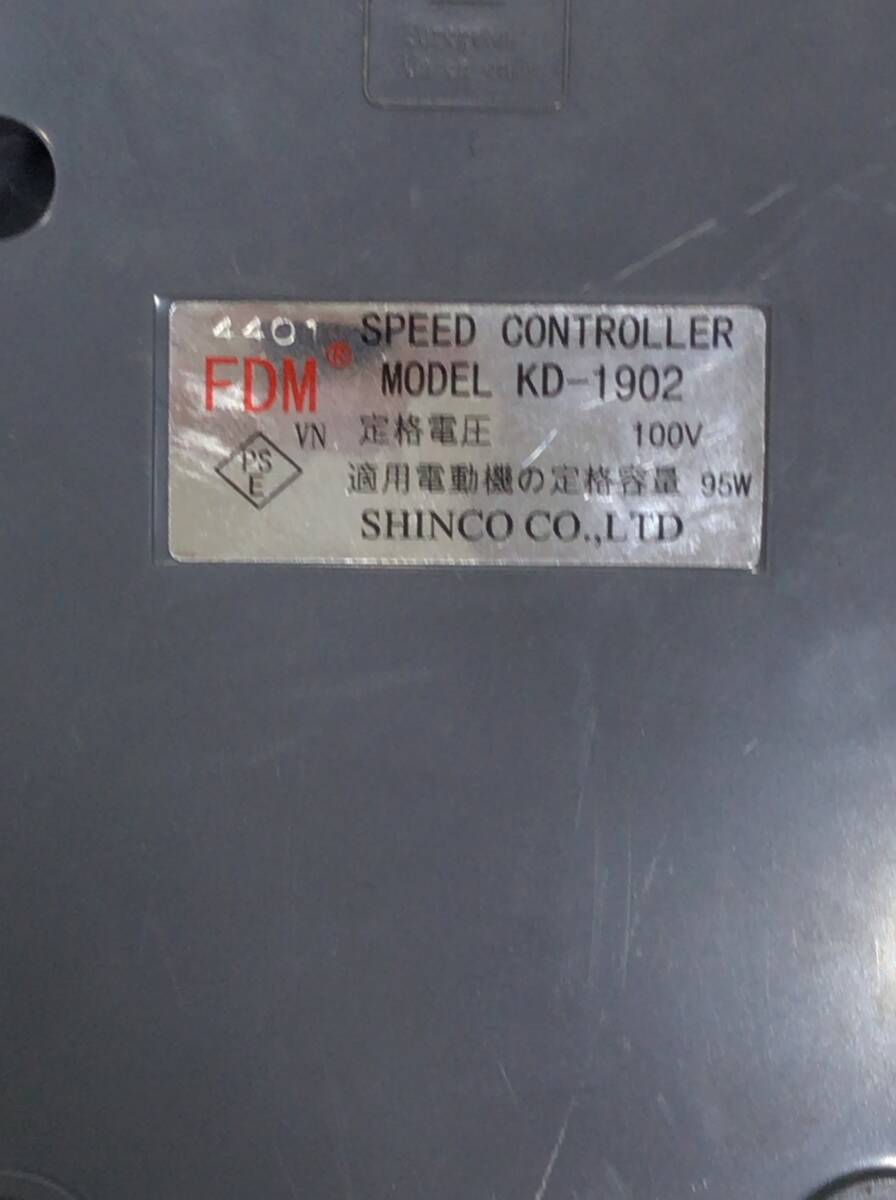 4401 SPEED CONTROLLER
FDM® MODEL KD-1902
VN 定格電圧 100V
PS
E
適用電動機の定格容量 95W
SHINCO CO.,LTD